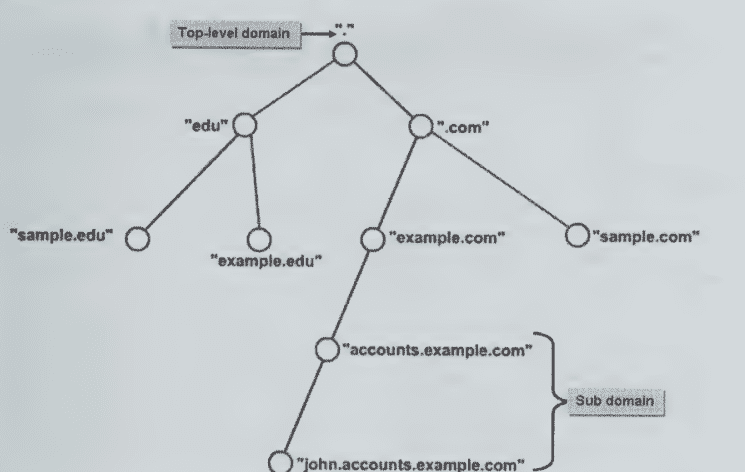 Top-level domain
"."
"edu"
".com"
"sample.edu"
"example.edu"
"example.com"
"sample.com"
"accounts.example.com"
Sub domain
"john.accounts.example.com"